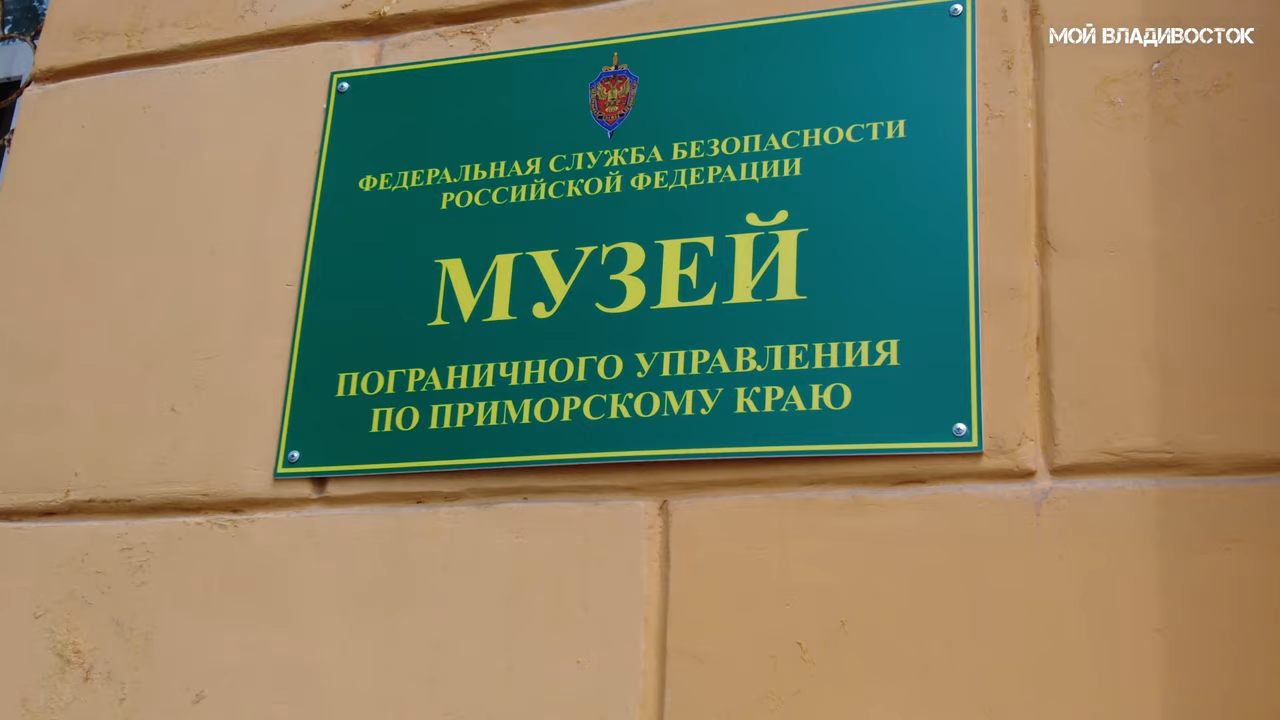 МОЙ ВЛАДИВОСТОК
ФЕДЕРАЛЬНАЯ СЛУЖБА БЕЗОПАСНОСТИ
РОССИЙСКОЙ ФЕДЕРАЦИИ
МУЗЕЙ
ПОГРАНИЧНОГО УПРАВЛЕНИЯ
ПО ПРИМОРСКОМУ КРАЮ